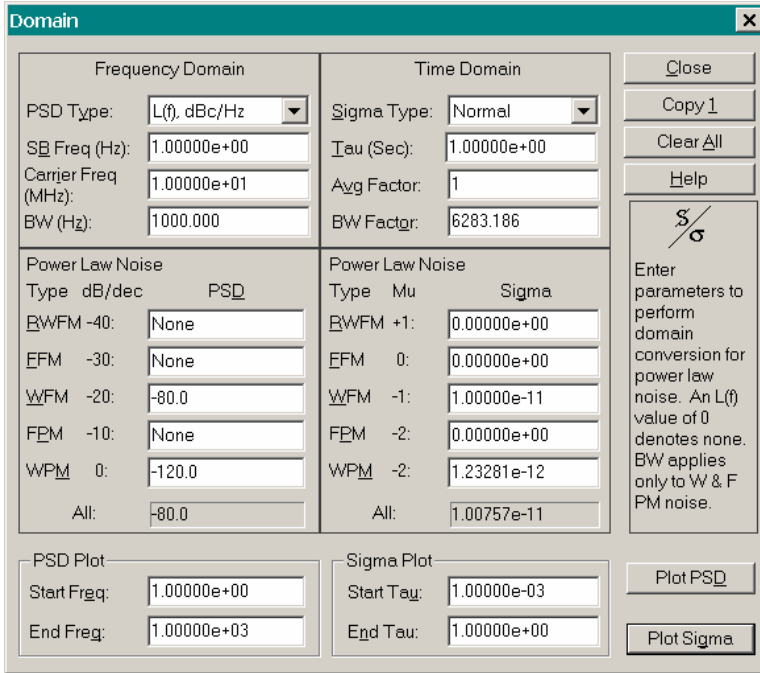 Domain
Frequency Domain
PSD Type: L(f), dBc/Hz
SB Freq (Hz): 1.00000e+00
Carrier Freq
(MHz): 1.00000e+01
BW (Hz): 1000.000
Time Domain
Sigma Type: Normal
Tau (Sec): 1.00000e+00
Avg Factor: 1
BW Factor: 6283.186
Close
Copy 1
Clear All
Help
S/σ
Enter
parameters to
perform
domain
conversion for
power law
noise. An L(f)
value of 0
denotes none.
BW applies
only to W & F
PM noise.
Power Law Noise
Type dB/dec PSD
RWFM -40: None
FFM -30: None
WFM -20: -80.0
FPM -10: None
WPM 0: -120.0
All: -80.0
Power Law Noise
Type Mu Sigma
RWFM +1: 0.00000e+00
FFM 0: 0.00000e+00
WFM -1: 1.00000e-11
FPM -2: 0.00000e+00
WPM -2: 1.23281e-12
All: 1.00757e-11
PSD Plot
Start Freq: 1.00000e+00
End Freq: 1.00000e+03
Sigma Plot
Start Tau: 1.00000e-03
End Tau: 1.00000e+00
Plot PSD
Plot Sigma